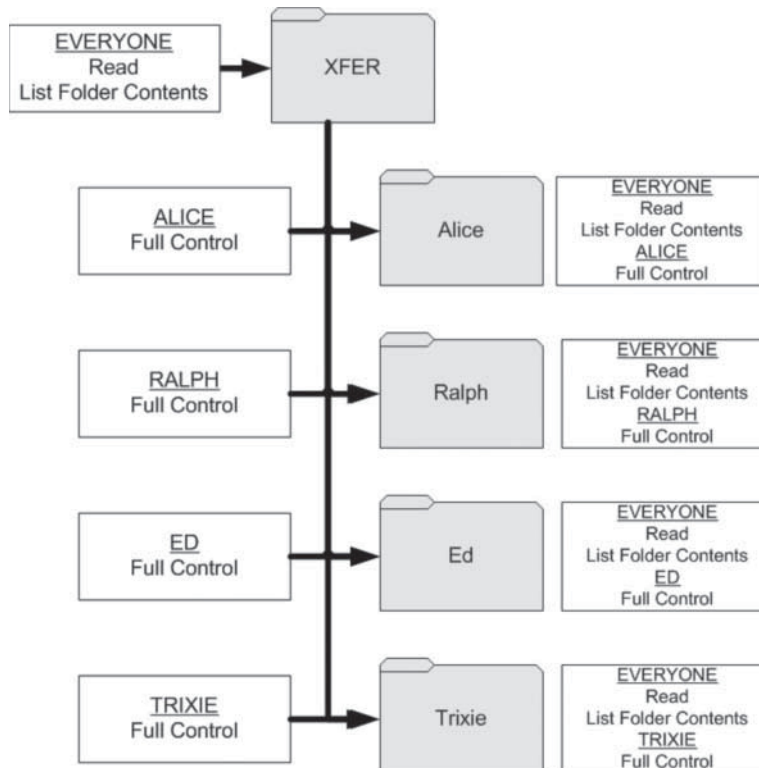 EVERYONE
Read
List Folder Contents
XFER
ALICE
Full Control
Alice
EVERYONE
Read
List Folder Contents
ALICE
Full Control
RALPH
Full Control
Ralph
EVERYONE
Read
List Folder Contents
RALPH
Full Control
ED
Full Control
Ed
EVERYONE
Read
List Folder Contents
ED
Full Control
TRIXIE
Full Control
Trixie
EVERYONE
Read
List Folder Contents
TRIXIE
Full Control